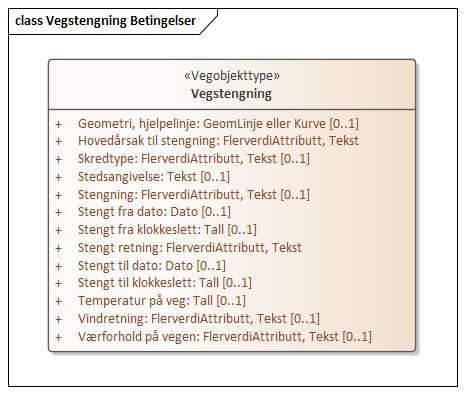 class Vegstengning Betingelser
«Vegobjekttype»
Vegstengning
+ Geometri, hjelpelinje: GeomLinje eller Kurve [0..1]
+ Hovedårsak til stengning: FlerverdiAttributt, Tekst
+ Skredtype: FlerverdiAttributt, Tekst [0..1]
+ Stedsangivelse: Tekst [0..1]
+ Stengning: FlerverdiAttributt, Tekst [0..1]
+ Stengt fra dato: Dato [0..1]
+ Stengt fra klokkeslett: Tall [0..1]
+ Stengt retning: FlerverdiAttributt, Tekst
+ Stengt til dato: Dato [0..1]
+ Stengt til klokkeslett: Tall [0..1]
+ Temperatur på veg: Tall [0..1]
+ Vindretning: FlerverdiAttributt, Tekst [0..1]
+ Værforhold på vegen: FlerverdiAttributt, Tekst [0..1]